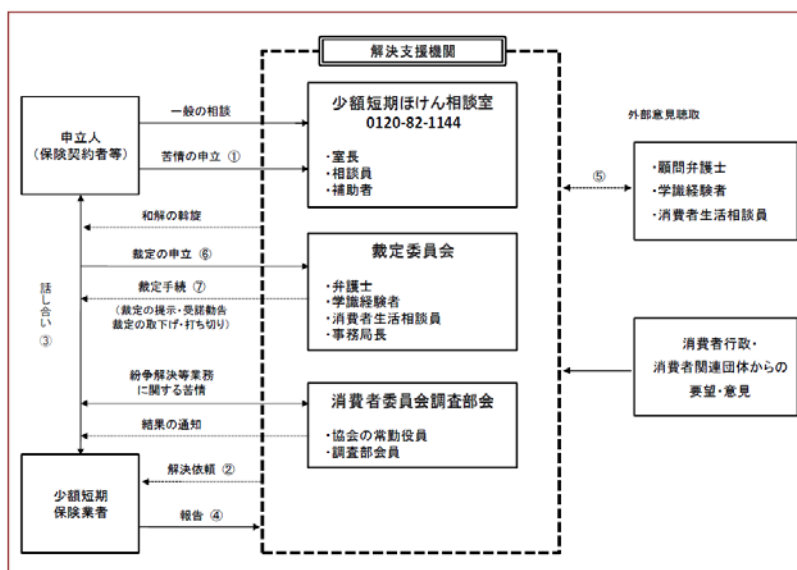 解決支援機関
申立人
（保険契約者等）
一般の相談
苦情の申立 ①
少額短期ほけん相談室
0120-82-1144
・室長
・相談員
・補助者
外部意見聴取
⑤
・顧問弁護士
・学識経験者
・消費者生活相談員
和解の斡旋
裁定の申立 ⑥
裁定手続 ⑦
（裁定の提示・受諾勧告
裁定の取下げ・打ち切り）
裁定委員会
・弁護士
・学識経験者
・消費者生活相談員
・事務局長
話し合い ③
消費者行政・
消費者関連団体からの
要望・意見
紛争解決等業務
に関する苦情
結果の通知
消費者委員会調査部会
・協会の常勤役員
・調査部会員
少額短期
保険業者
解決依頼 ②
報告 ④